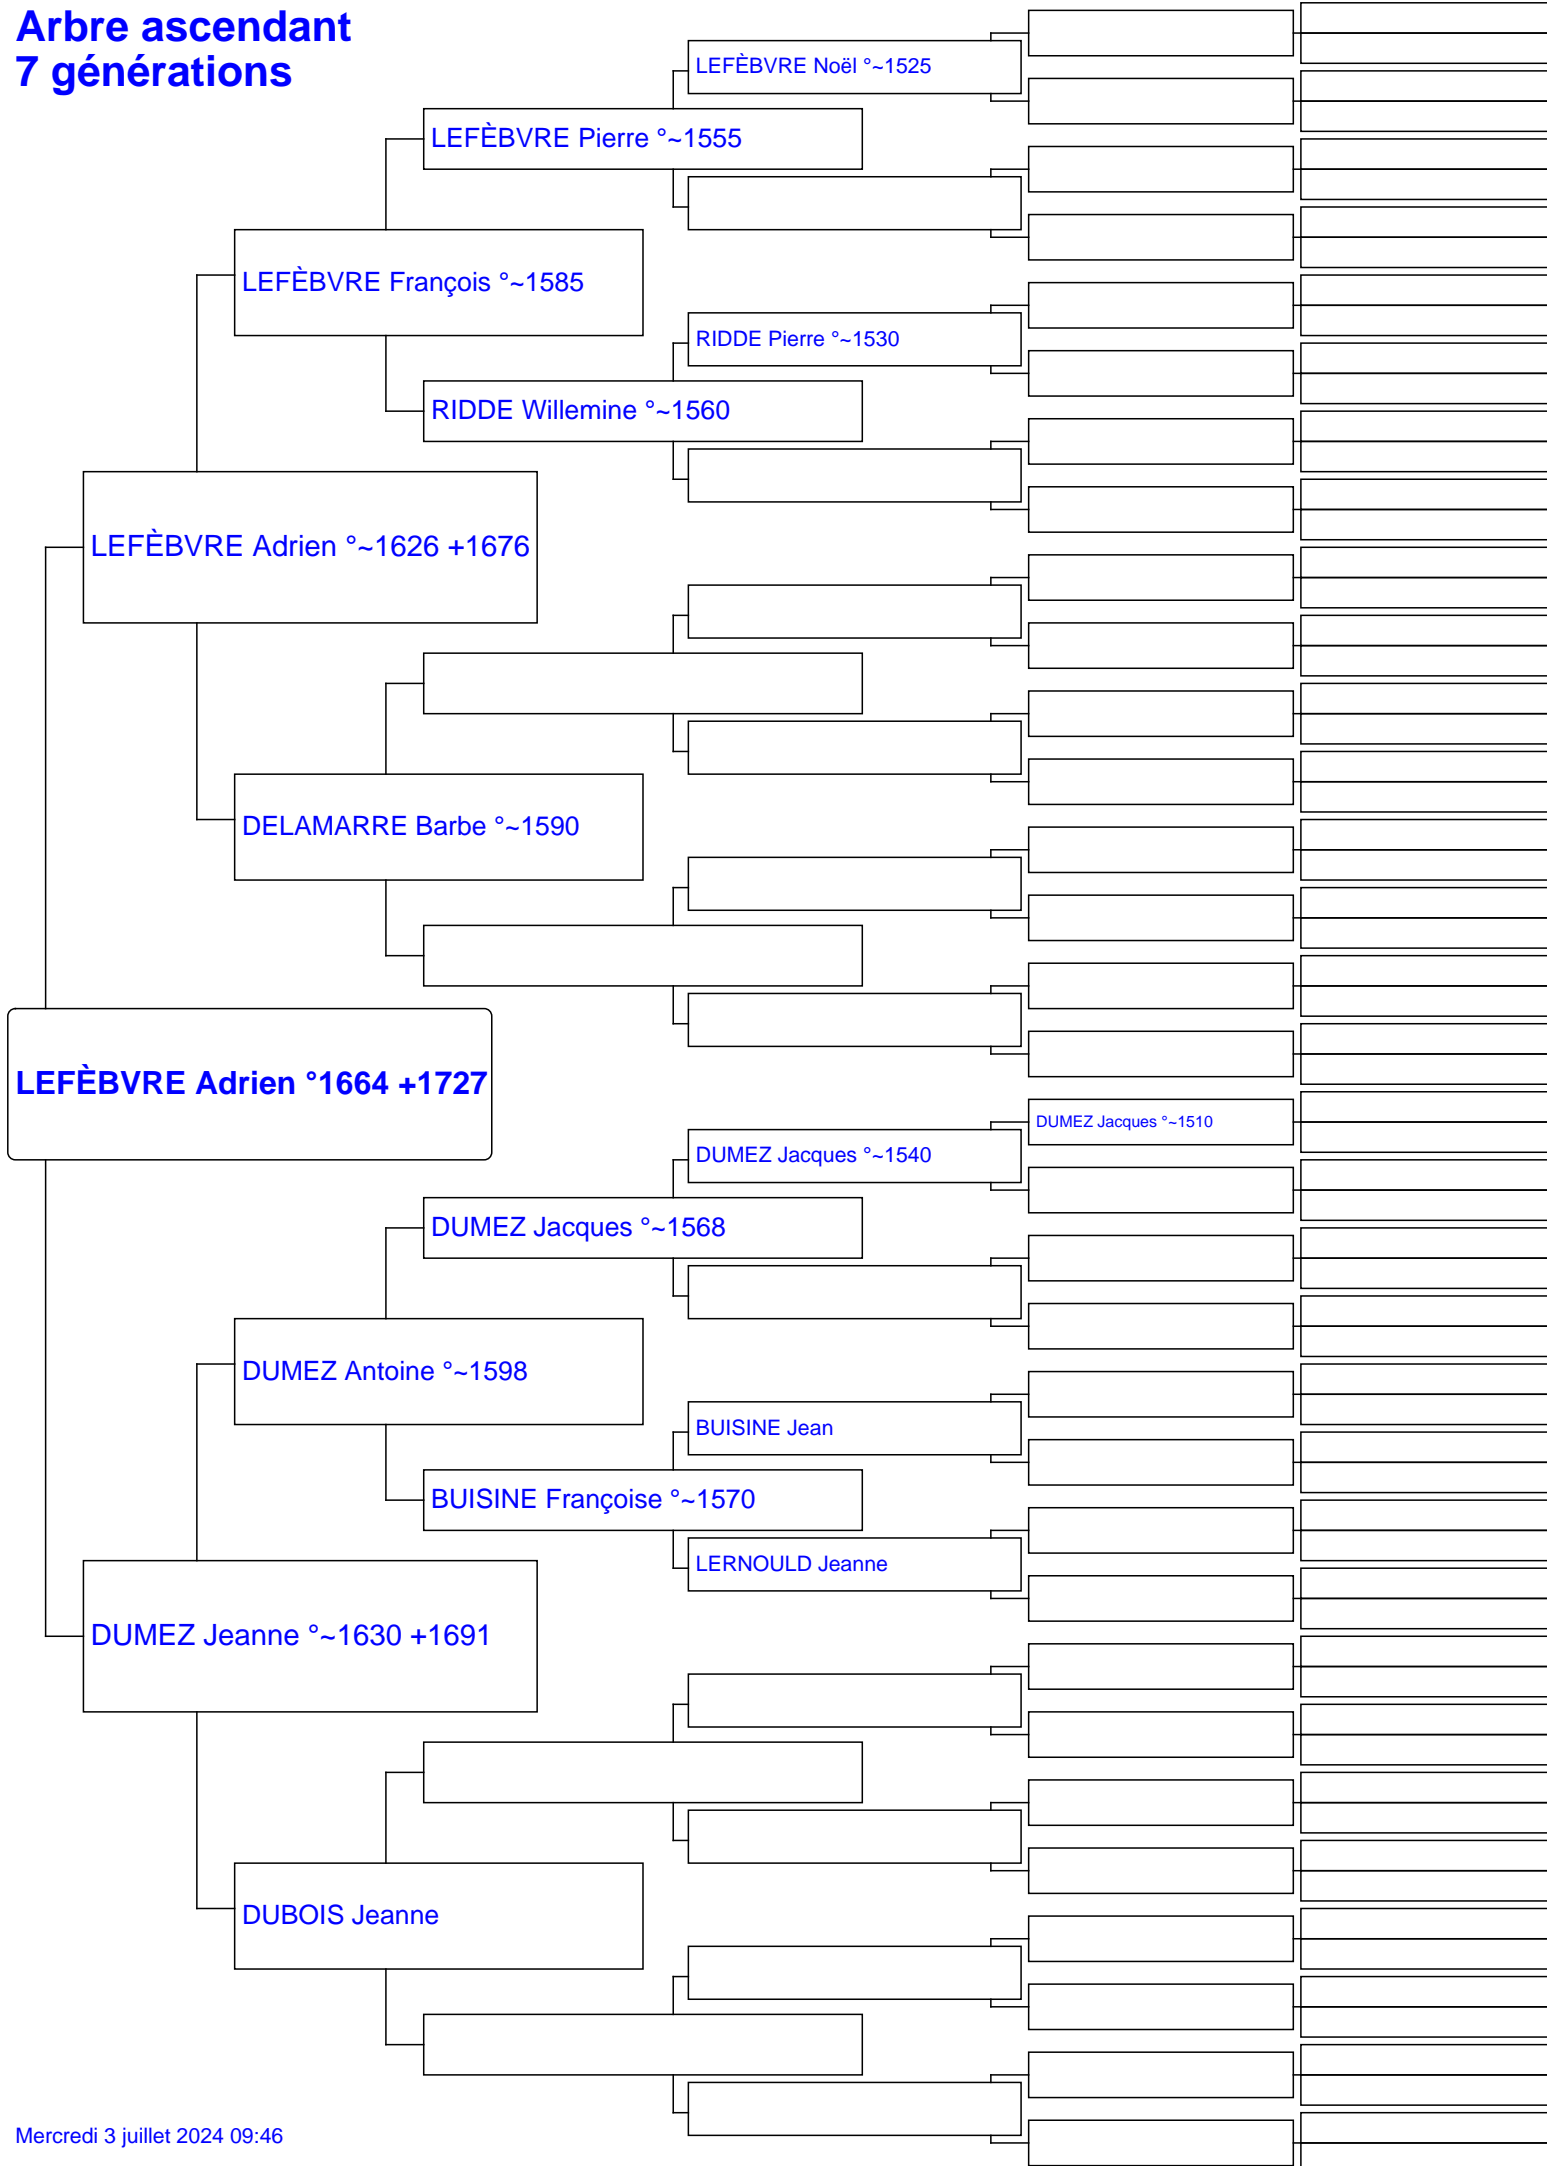 Arbre ascendant
7 générations
LEFÈBVRE Noël °~1525
LEFÈBVRE Pierre °~1555
LEFÈBVRE François °~1585
RIDDE Pierre °~1530
RIDDE Willemine °~1560
LEFÈBVRE Adrien °~1626 +1676
DELAMARRE Barbe °~1590
LEFÈBVRE Adrien °1664 +1727
DUMEZ Jacques °~1510
DUMEZ Jacques °~1540
DUMEZ Jacques °~1568
DUMEZ Antoine °~1598
BUISINE Jean
BUISINE Françoise °~1570
LERNOULD Jeanne
DUMEZ Jeanne °~1630 +1691
DUBOIS Jeanne
Mercredi 3 juillet 2024 09:46